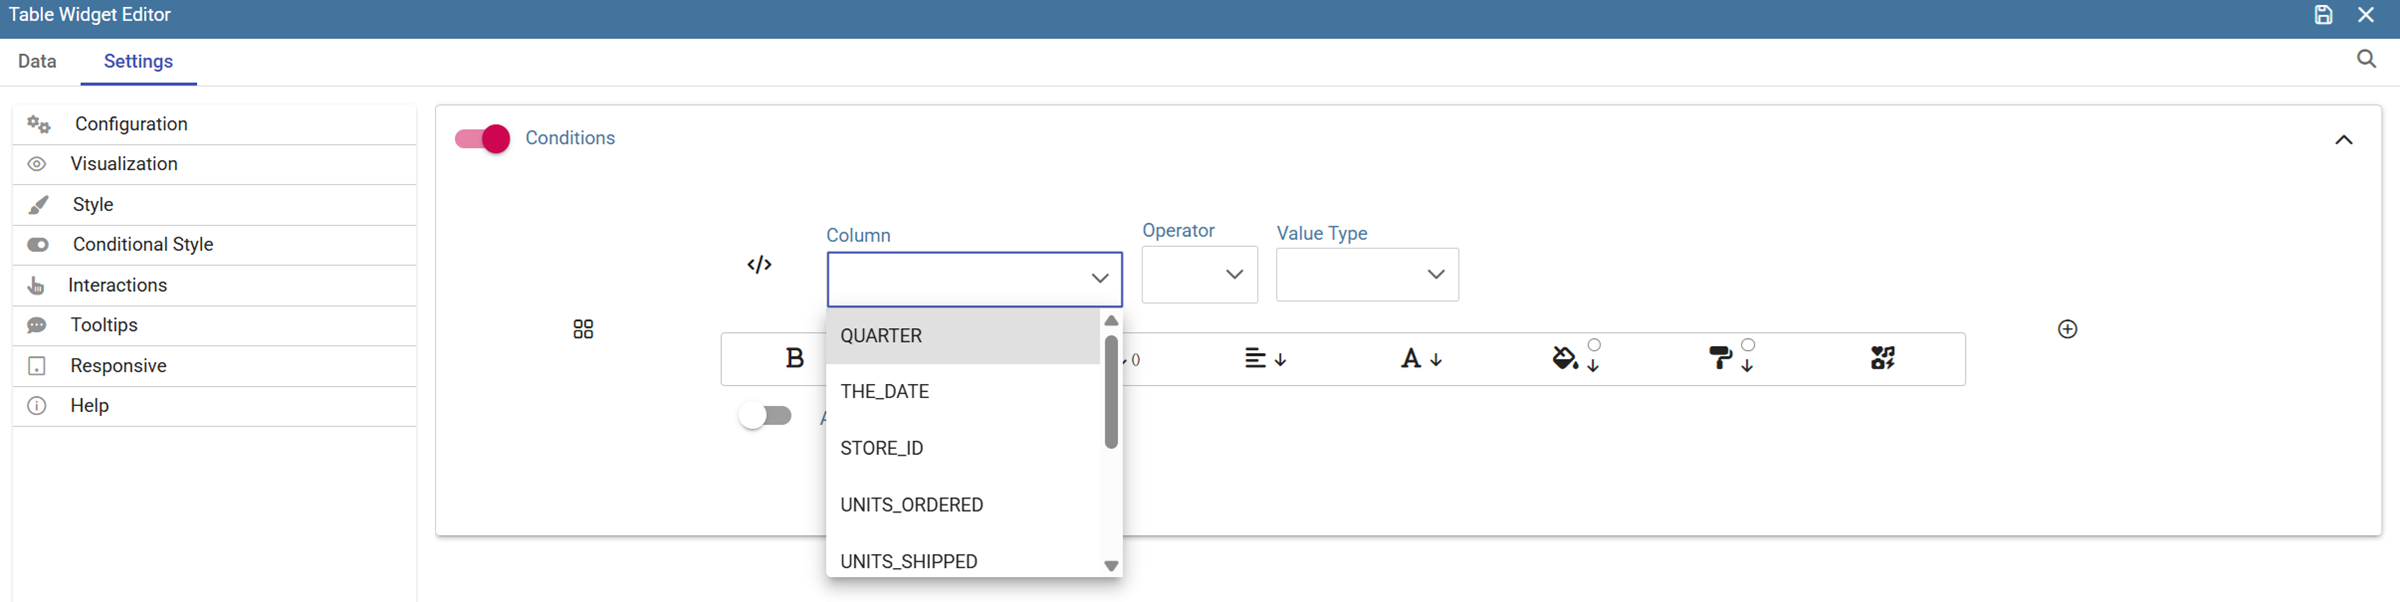 Table Widget Editor
Data
Settings
Configuration
Visualization
Style
Conditional Style
Interactions
Tooltips
Responsive
Help
Conditions
Column
Operator
Value Type
</>
B
()
A
QUARTER
THE_DATE
STORE_ID
UNITS_ORDERED
UNITS_SHIPPED